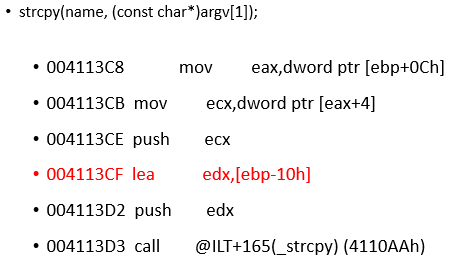 • strcpy(name, (const char*)argv[1]);
• 004113C8 mov eax,dword ptr [ebp+0Ch]
• 004113CB mov ecx,dword ptr [eax+4]
• 004113CE push ecx
• 004113CF lea edx,[ebp-10h]
• 004113D2 push edx
• 004113D3 call @ILT+165(_strcpy) (4110AAh)